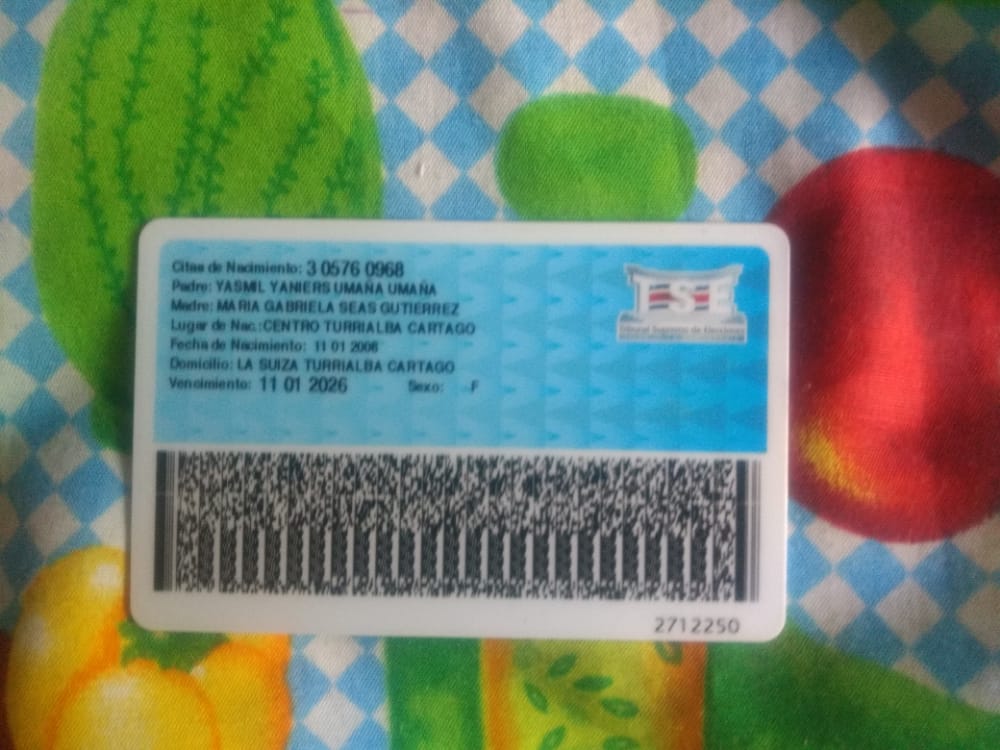 Citas de Nacimiento: 3 0576 0968
Padre: YASMIL YANIERS UMAÑA UMAÑA
Madre: MARIA GABRIELA SEAS GUTIERREZ
Lugar de Nac.: CENTRO TURRIALBA CARTAGO
Fecha de Nacimiento: 11 01 2008
Domicilio: LA SUIZA TURRIALBA CARTAGO
Vencimiento: 11 01 2026 Sexo: F
TSE
Tribunal Supremo de Elecciones
2712250